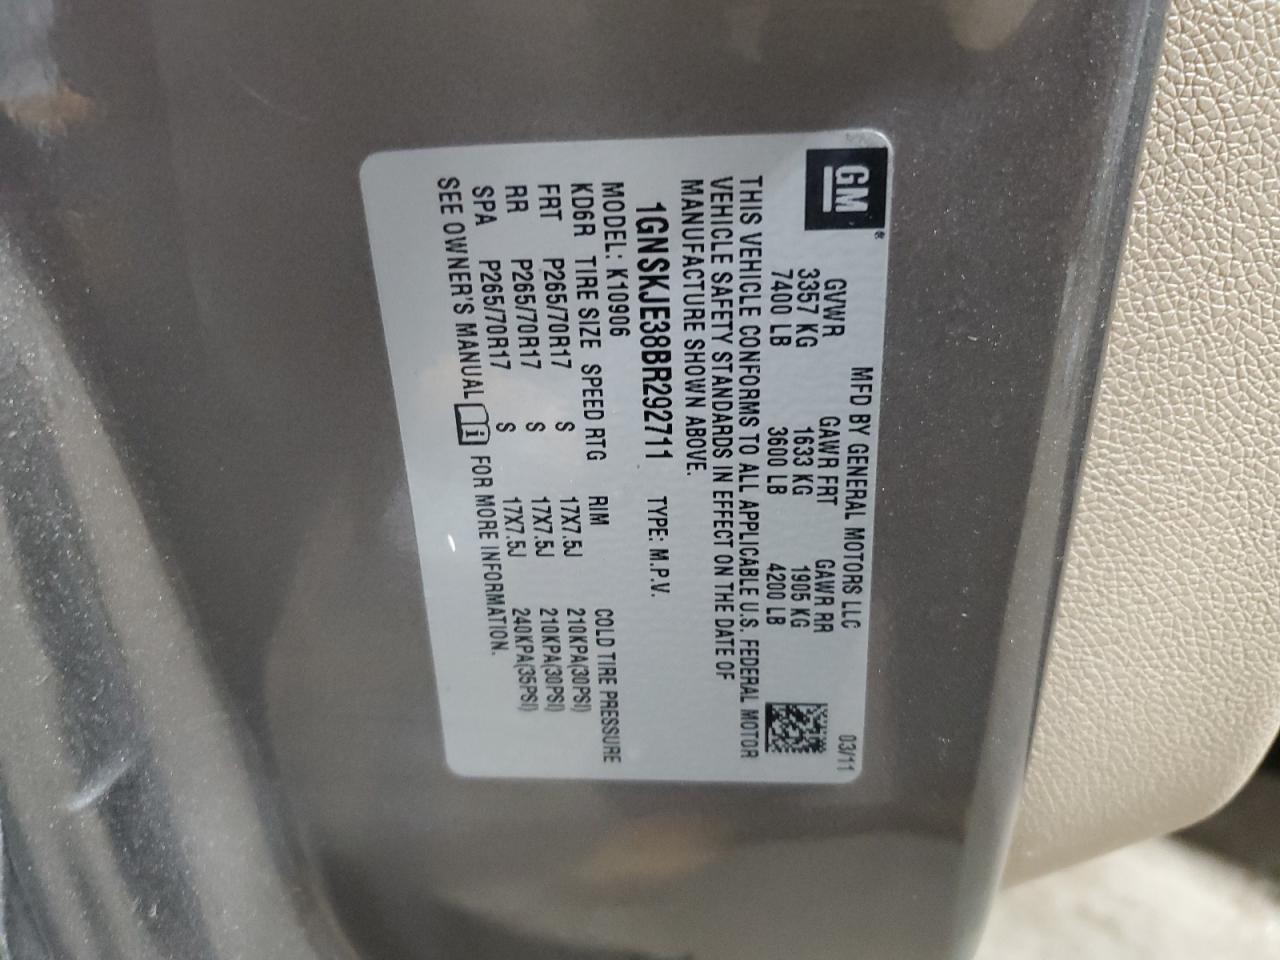 GM®
MFD BY GENERAL MOTORS LLC 03/11
GVWR GAWR FRT GAWR RR
3357 KG 1633 KG 1905 KG
7400 LB 3600 LB 4200 LB
THIS VEHICLE CONFORMS TO ALL APPLICABLE U.S. FEDERAL MOTOR
VEHICLE SAFETY STANDARDS IN EFFECT ON THE DATE OF
MANUFACTURE SHOWN ABOVE.
1GNSKJE38BR292711 TYPE: M.P.V.
MODEL: K10906
KD6R TIRE SIZE SPEED RTG RIM COLD TIRE PRESSURE
FRT P265/70R17 S 17X7.5J 210KPA(30PSI)
RR P265/70R17 S 17X7.5J 210KPA(30PSI)
SPA P265/70R17 S 17X7.5J 240KPA(35PSI)
SEE OWNER'S MANUAL i FOR MORE INFORMATION.